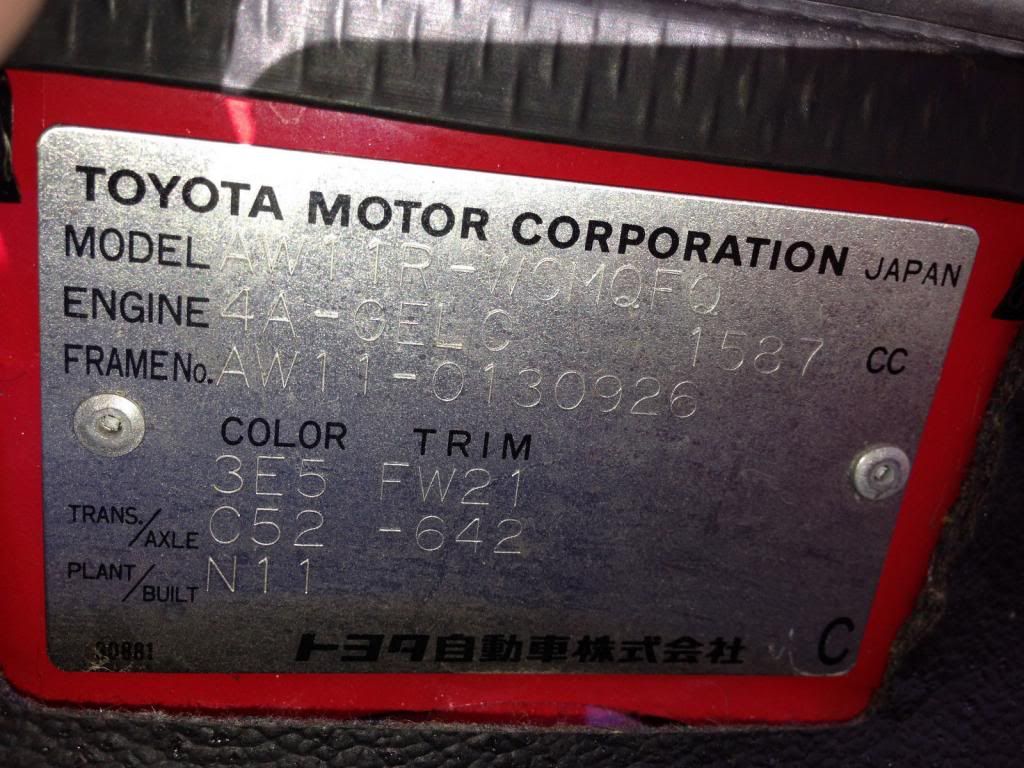 TOYOTA MOTOR CORPORATION JAPAN
MODEL AW11R-WCMQFQ
ENGINE 4A-GELC 1587 CC
FRAME No. AW11-0130926
COLOR TRIM
3E5 FW21
TRANS./AXLE C52 -642
PLANT/BUILT N11
30881 トヨタ自動車株式会社 C